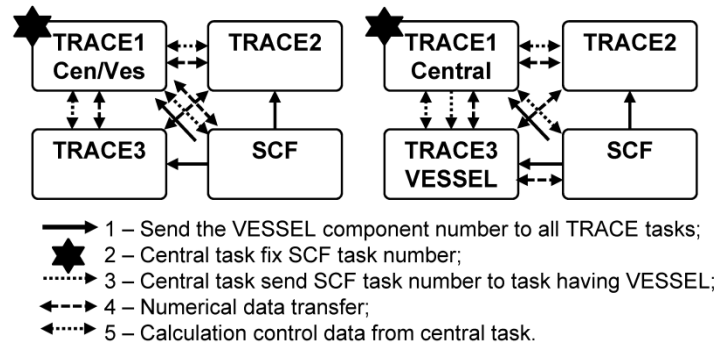 TRACE1
Cen/Ves
TRACE2
TRACE3
SCF
TRACE1
Central
TRACE2
TRACE3
VESSEL
SCF
1 – Send the VESSEL component number to all TRACE tasks;
2 – Central task fix SCF task number;
3 – Central task send SCF task number to task having VESSEL;
4 – Numerical data transfer;
5 – Calculation control data from central task.